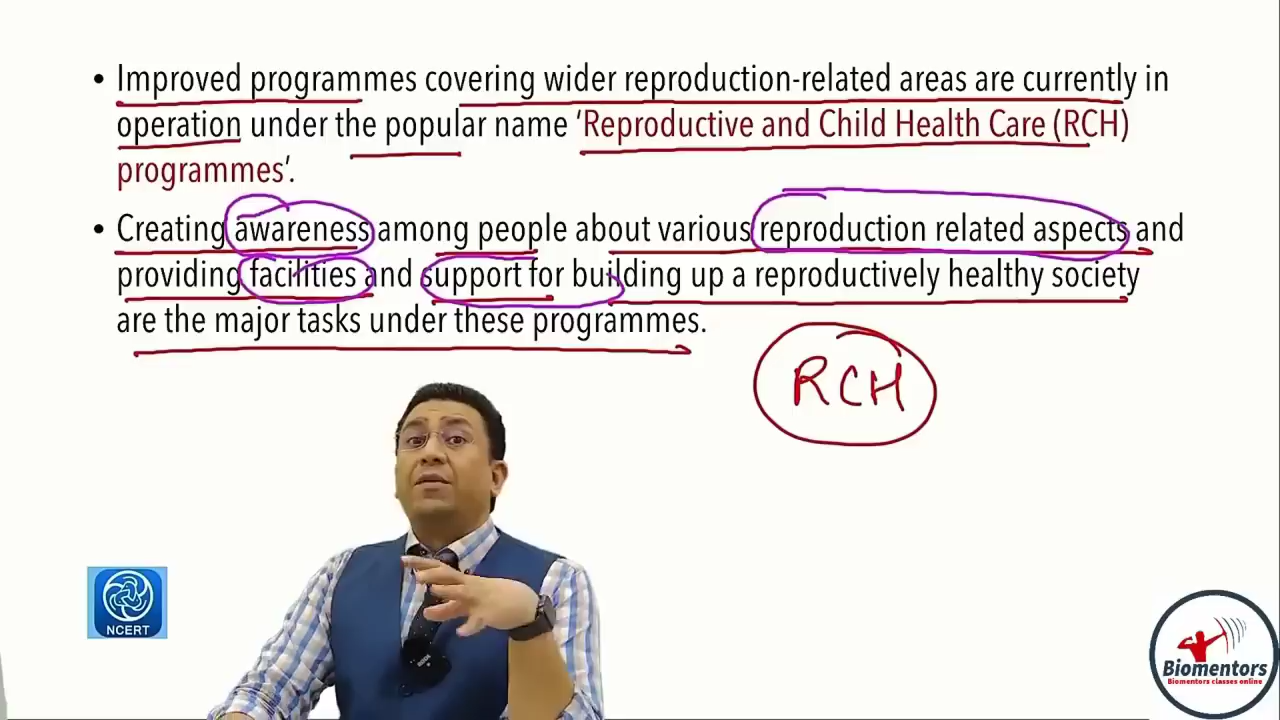 • Improved programmes covering wider reproduction-related areas are currently in
operation under the popular name ‘Reproductive and Child Health Care (RCH)
programmes’.
• Creating awareness among people about various reproduction related aspects and
providing facilities and support for building up a reproductively healthy society
are the major tasks under these programmes.
RCH
NCERT
Biomentors
Biomentors classes online